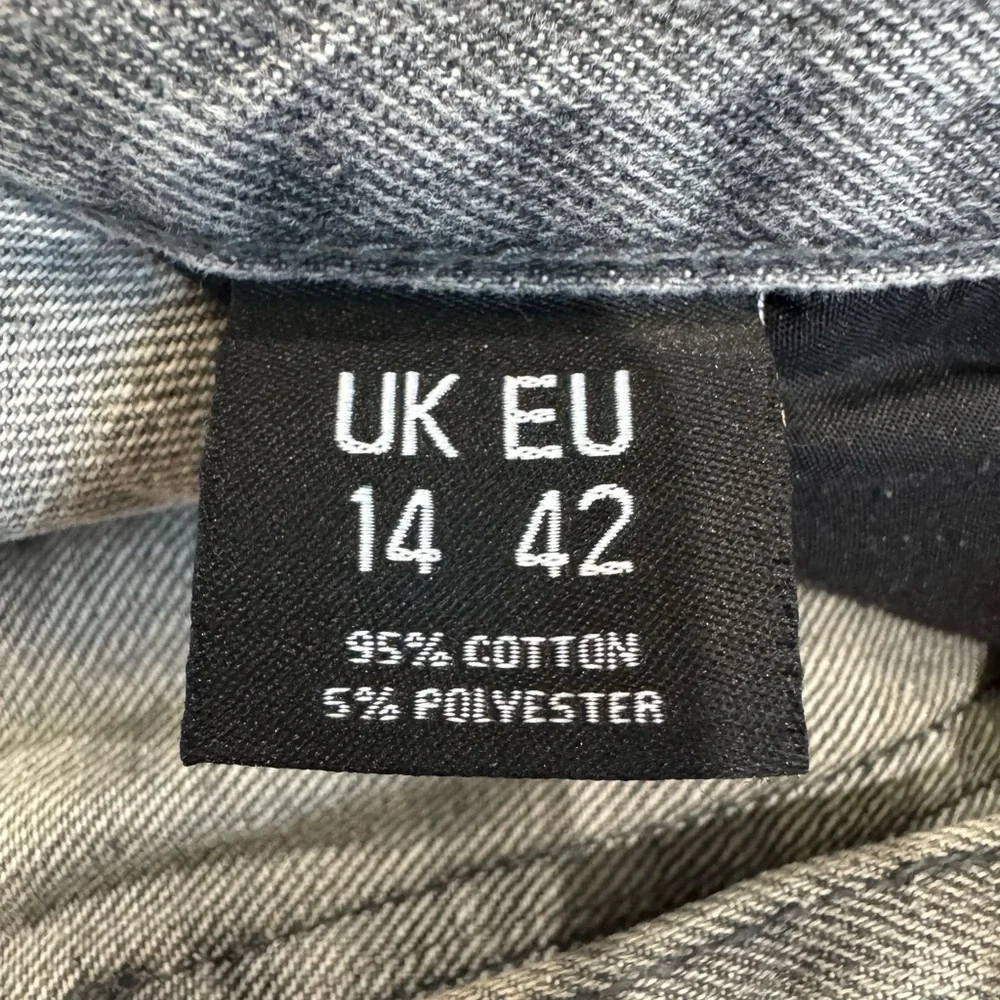 UK EU
14 42
95% COTTON
5% POLYESTER